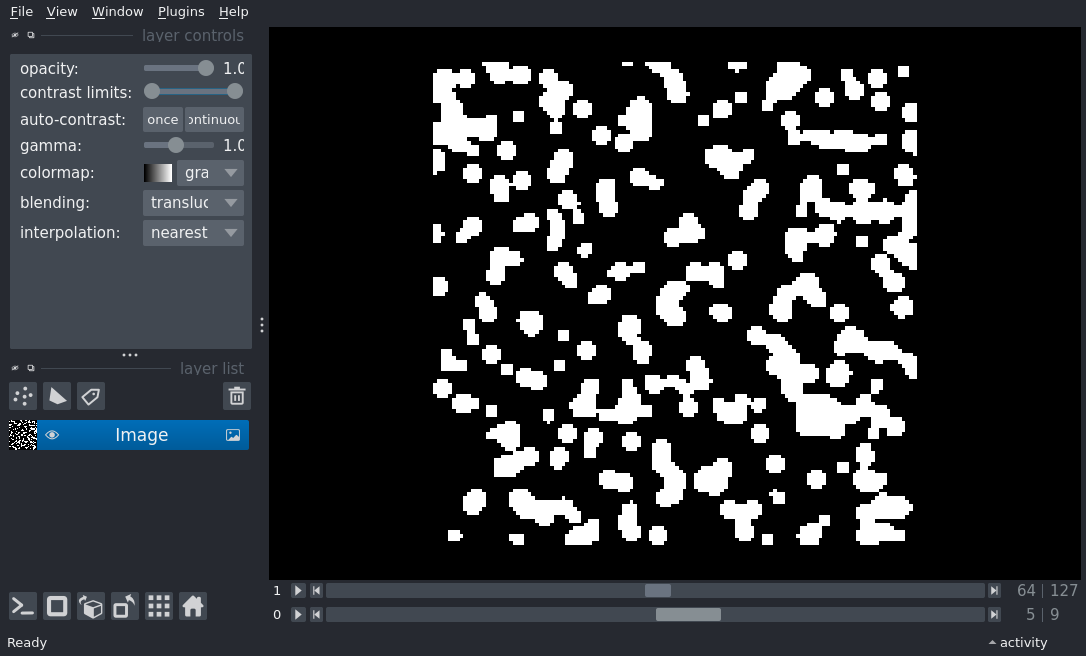 File View Window Plugins Help
layer controls
opacity: 1.0
contrast limits:
auto-contrast: once ontinuou
gamma: 1.0
colormap: gra
blending: transluc
interpolation: nearest
layer list
Image
1 64 | 127
0 5 | 9
Ready activity